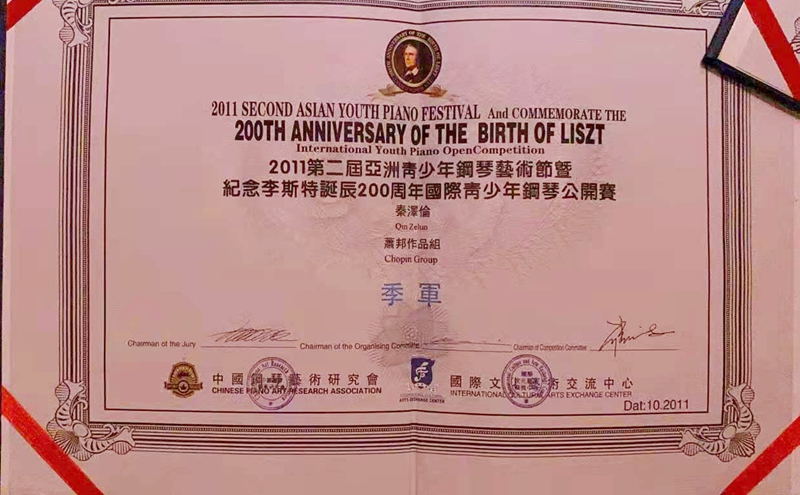 2011 SECOND ASIAN YOUTH PIANO FESTIVAL And COMMEMORATE THE
200TH ANNIVERSARY OF THE BIRTH OF LISZT
International Youth Piano OpenCompetition
2011第二屆亞洲靑少年鋼琴藝術節暨
紀念李斯特誕辰200周年國際靑少年鋼琴公開賽
秦澤倫
Qin Zelun
蕭邦作品組
Chopin Group
季軍
Chairman of the Jury Chairman of the Organising Committee Chairman of Competition Committee
中國鋼琴藝術研究會 國際文化藝術交流中心
CHINESE PIANO ART RESEARCH ASSOCIATION ARTS EXCHANGE CENTER INTERNATIONAL CULTURAL ARTS EXCHANGE CENTER
Dat:10.2011